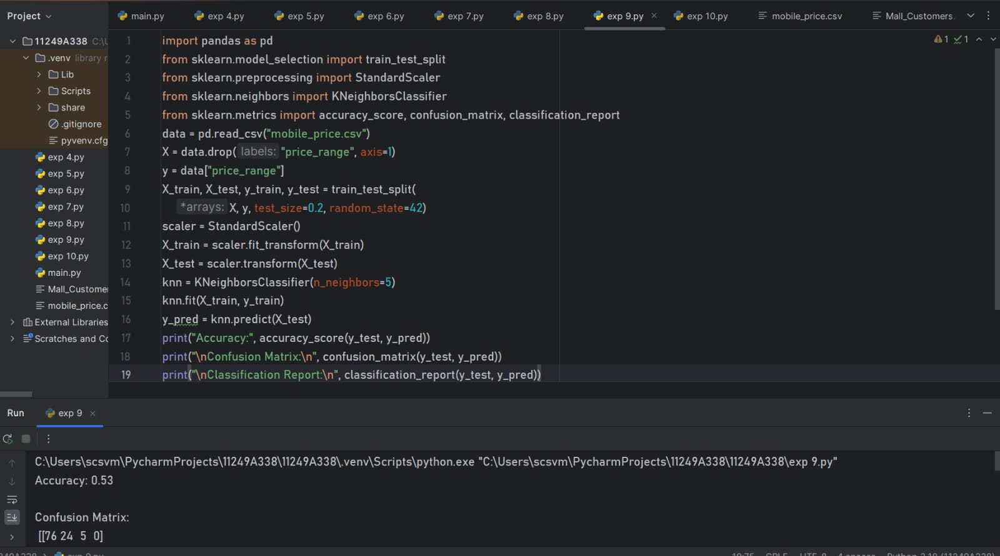 Project
main.py
exp 4.py
exp 5.py
exp 6.py
exp 7.py
exp 8.py
exp 9.py
exp 10.py
mobile_price.csv
Mall_Customers.
11249A338 C:\U
.venv library r
Lib
Scripts
share
.gitignore
pyvenv.cfg
exp 4.py
exp 5.py
exp 6.py
exp 7.py
exp 8.py
exp 9.py
exp 10.py
main.py
Mall_Custome
mobile_price.c
External Libraries
Scratches and Co
1 import pandas as pd
2 from sklearn.model_selection import train_test_split
3 from sklearn.preprocessing import StandardScaler
4 from sklearn.neighbors import KNeighborsClassifier
5 from sklearn.metrics import accuracy_score, confusion_matrix, classification_report
6 data = pd.read_csv("mobile_price.csv")
7 X = data.drop( labels: "price_range", axis=1)
8 y = data["price_range"]
9 X_train, X_test, y_train, y_test = train_test_split(
10 *arrays: X, y, test_size=0.2, random_state=42)
11 scaler = StandardScaler()
12 X_train = scaler.fit_transform(X_train)
13 X_test = scaler.transform(X_test)
14 knn = KNeighborsClassifier(n_neighbors=5)
15 knn.fit(X_train, y_train)
16 y_pred = knn.predict(X_test)
17 print("Accuracy:", accuracy_score(y_test, y_pred))
18 print("\nConfusion Matrix:\n", confusion_matrix(y_test, y_pred))
19 print("\nClassification Report:\n", classification_report(y_test, y_pred))
1 1
Run
exp 9
C:\Users\scsvm\PycharmProjects\11249A338\11249A338\.venv\Scripts\python.exe "C:\Users\scsvm\PycharmProjects\11249A338\11249A338\exp 9.py"
Accuracy: 0.53
Confusion Matrix:
[[76 24 5 0]